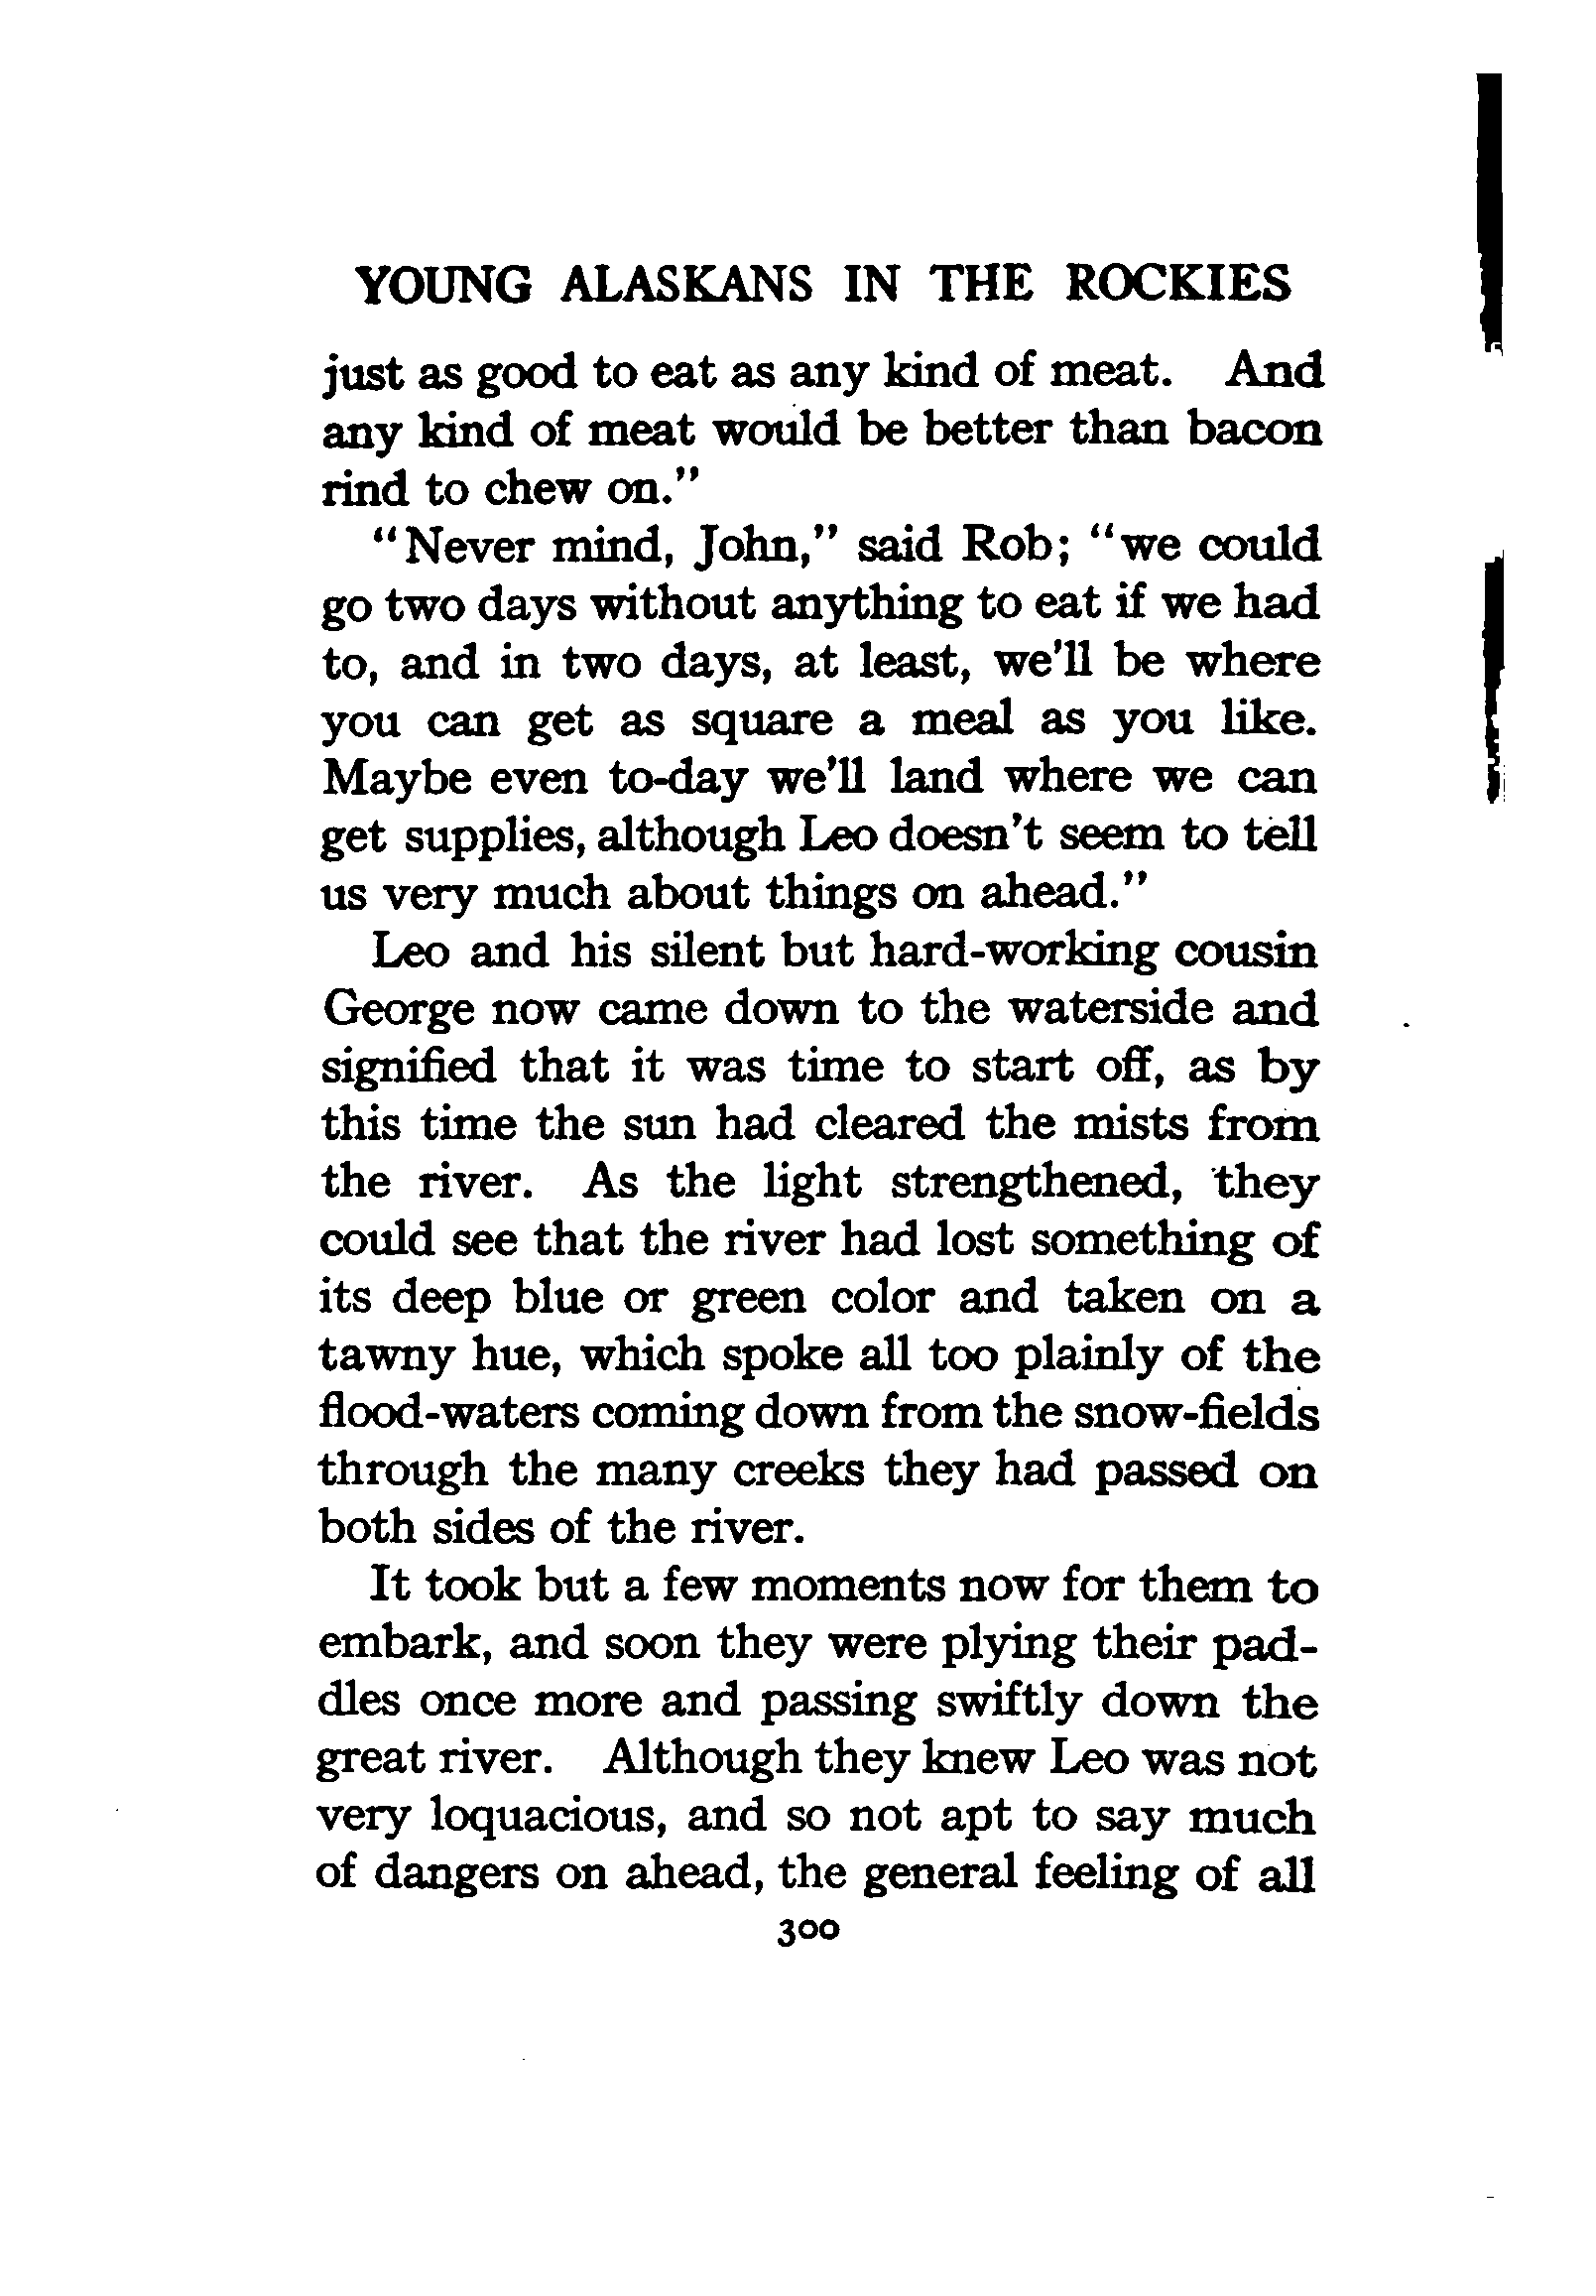 YOUNG ALASKANS IN THE ROCKIES
just as good to eat as any kind of meat. And
any kind of meat would be better than bacon
rind to chew on."
"Never mind, John," said Rob; "we could
go two days without anything to eat if we had
to, and in two days, at least, we'll be where
you can get as square a meal as you like.
Maybe even to-day we'll land where we can
get supplies, although Leo doesn't seem to tell
us very much about things on ahead."
Leo and his silent but hard-working cousin
George now came down to the waterside and
signified that it was time to start off, as by
this time the sun had cleared the mists from
the river. As the light strengthened, they
could see that the river had lost something of
its deep blue or green color and taken on a
tawny hue, which spoke all too plainly of the
flood-waters coming down from the snow-fields
through the many creeks they had passed on
both sides of the river.
It took but a few moments now for them to
embark, and soon they were plying their pad-
dles once more and passing swiftly down the
great river. Although they knew Leo was not
very loquacious, and so not apt to say much
of dangers on ahead, the general feeling of all
300